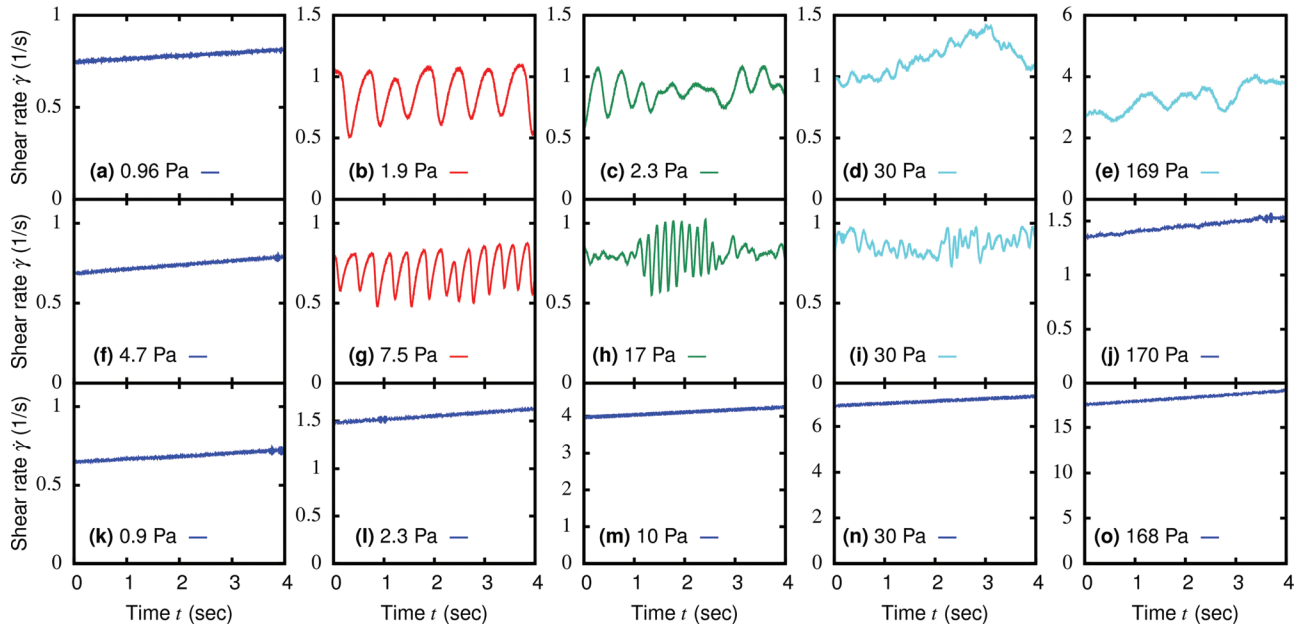 Shear rate γ̇ (1/s)
1
0.5
0
(a) 0.96 Pa
1.5
1
0.5
0
(b) 1.9 Pa
1.5
1
0.5
0
(c) 2.3 Pa
1.5
1
0.5
0
(d) 30 Pa
6
4
2
0
(e) 169 Pa
Shear rate γ̇ (1/s)
1
0.5
0
(f) 4.7 Pa
1
0.5
0
(g) 7.5 Pa
1
0.5
0
(h) 17 Pa
1
0.5
0
(i) 30 Pa
1.5
1
0
(j) 170 Pa
Shear rate γ̇ (1/s)
1
0.5
0
(k) 0.9 Pa
1.5
1
0.5
0
(l) 2.3 Pa
4
3
2
1
0
(m) 10 Pa
6
4
2
0
(n) 30 Pa
15
10
5
0
(o) 168 Pa
0 1 2 3 4
0 1 2 3 4
0 1 2 3 4
0 1 2 3 4
0 1 2 3 4
Time t (sec)
Time t (sec)
Time t (sec)
Time t (sec)
Time t (sec)